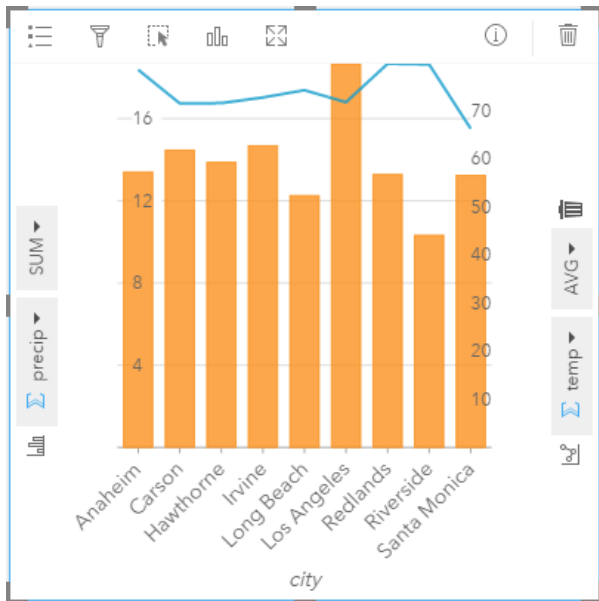 16
12
8
4
70
60
50
40
30
20
10
SUM
precip
AVG
temp
Anaheim
Carson
Hawthorne
Irvine
Long Beach
Los Angeles
Redlands
Riverside
Santa Monica
city